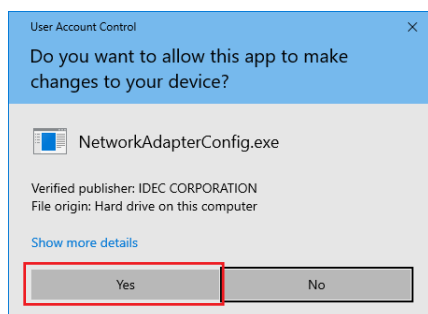 User Account Control
Do you want to allow this app to make
changes to your device?
NetworkAdapterConfig.exe
Verified publisher: IDEC CORPORATION
File origin: Hard drive on this computer
Show more details
Yes No